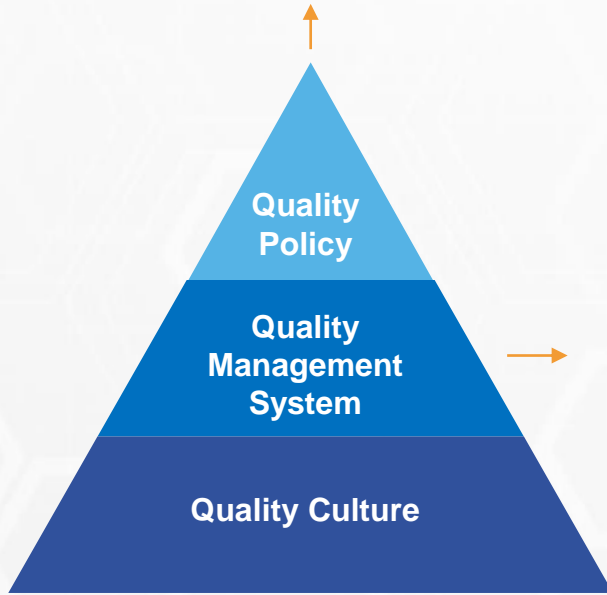 Quality
Policy
Quality
Management
System
Quality Culture